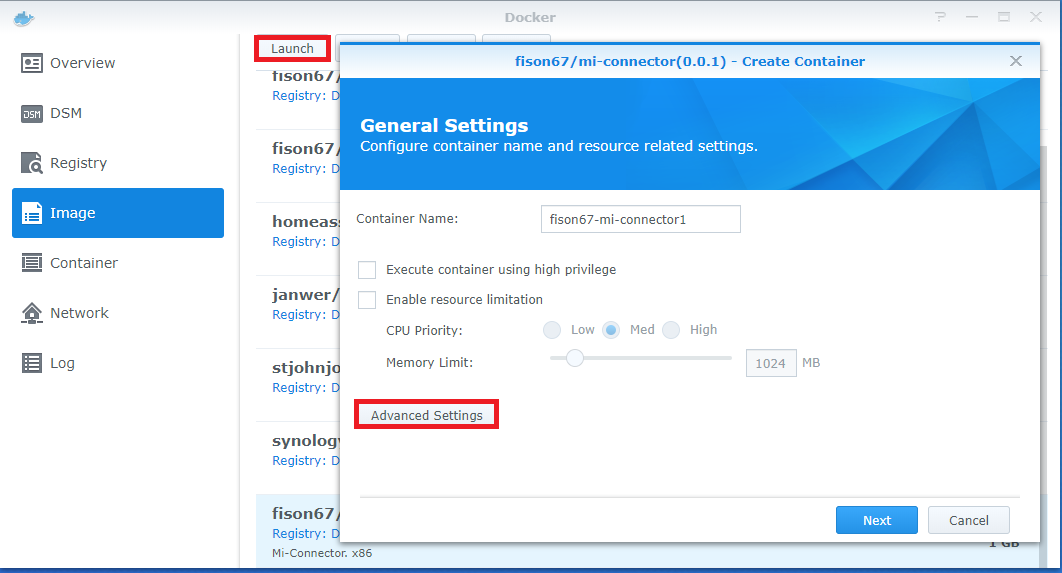 Docker
Overview
DSM
DSM
Registry
Image
Container
Network
Log
Launch
fison67/
Registry: D
fison67/
Registry: D
homeass
Registry: D
janwer/
Registry: D
stjohnjo
Registry: D
synology
Registry: D
fison67/
Registry: D
Mi-Connector. x86
1 GB
fison67/mi-connector(0.0.1) - Create Container
General Settings
Configure container name and resource related settings.
Container Name: fison67-mi-connector1
Execute container using high privilege
Enable resource limitation
CPU Priority: Low Med High
Memory Limit: 1024 MB
Advanced Settings
Next Cancel